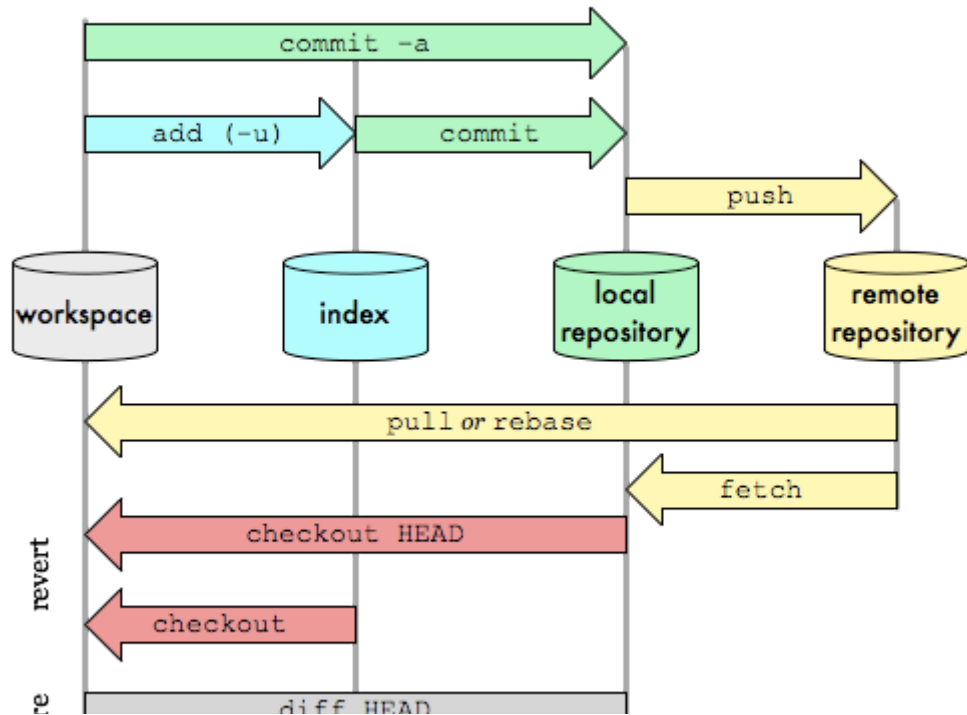 commit -a
add (-u)
commit
push
workspace
index
local
repository
remote
repository
pull or rebase
fetch
checkout HEAD
revert
checkout
diff HEAD
re